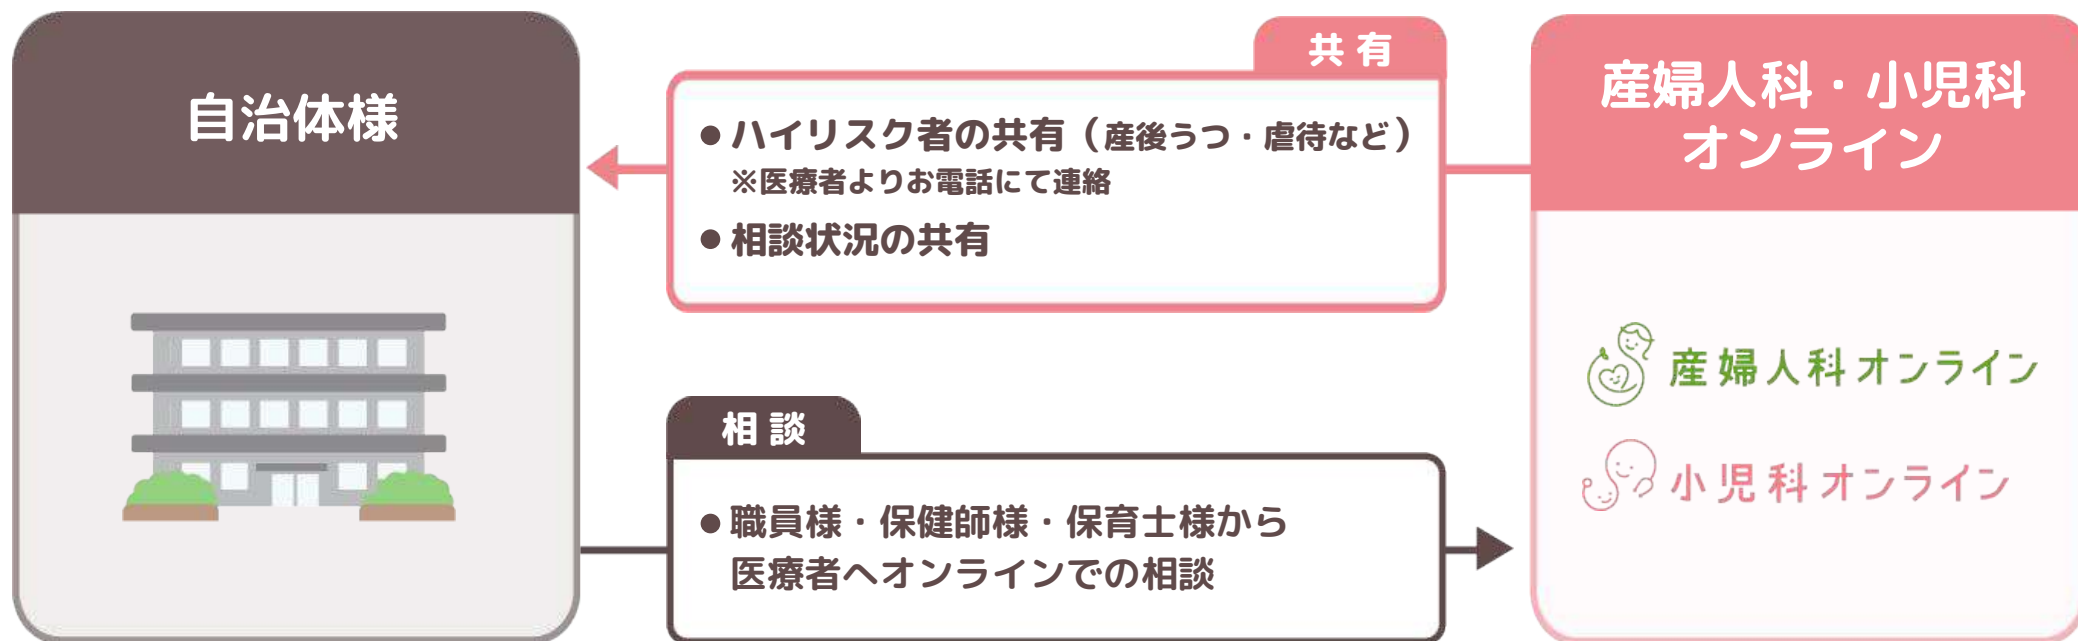 自治体様
共有
● ハイリスク者の共有（産後うつ・虐待など）
※医療者よりお電話にて連絡
● 相談状況の共有
相談
● 職員様・保健師様・保育士様から
医療者へオンラインでの相談
産婦人科・小児科
オンライン
産婦人科オンライン
小児科オンライン